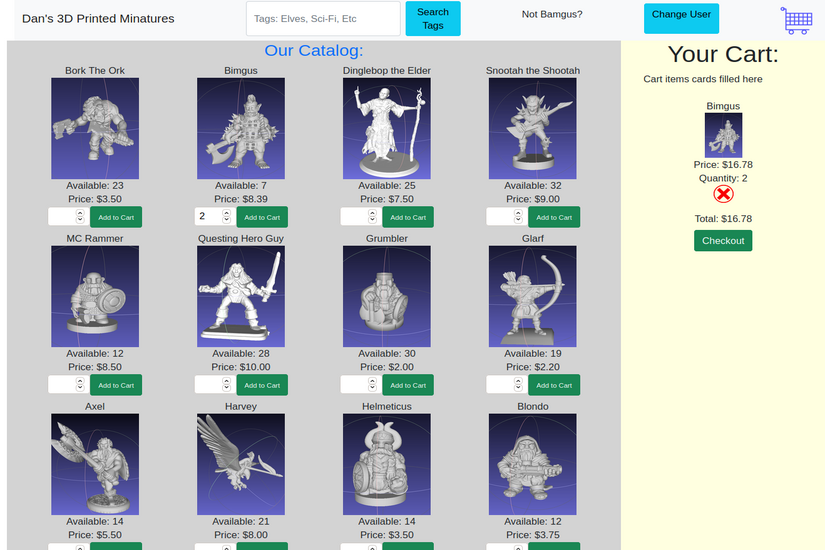 Dan's 3D Printed Minatures
Tags: Elves, Sci-Fi, Etc
Search
Tags
Not Bamgus?
Change User
Our Catalog:
Bork The Ork
Available: 23
Price: $3.50
Add to Cart
Bimgus
Available: 7
Price: $8.39
2
Add to Cart
Dinglebop the Elder
Available: 25
Price: $7.50
Add to Cart
Snootah the Shootah
Available: 32
Price: $9.00
Add to Cart
MC Rammer
Available: 12
Price: $8.50
Add to Cart
Questing Hero Guy
Available: 28
Price: $10.00
Add to Cart
Grumbler
Available: 30
Price: $2.00
Add to Cart
Glarf
Available: 19
Price: $2.20
Add to Cart
Axel
Available: 14
Price: $5.50
Harvey
Available: 21
Price: $8.00
Helmeticus
Available: 14
Price: $3.50
Blondo
Available: 12
Price: $3.75
Your Cart:
Cart items cards filled here
Bimgus
Price: $16.78
Quantity: 2
Total: $16.78
Checkout